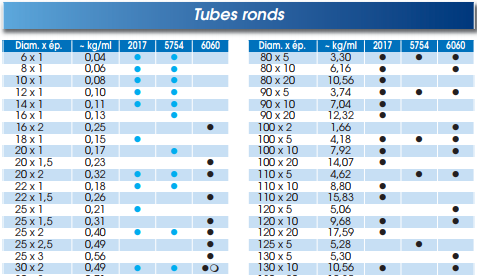 Tubes ronds
Diam. x ép. ~ kg/ml 2017 5754 6060
6 x 1 0,04 ● ●
8 x 1 0,06 ● ●
10 x 1 0,08 ● ●
12 x 1 0,10 ● ●
14 x 1 0,11 ● ●
16 x 1 0,13 ●
16 x 2 0,25 ●
18 x 1 0,15 ●
20 x 1 0,17 ●
20 x 1,5 0,23 ●
20 x 2 0,32 ● ● ●
22 x 1 0,18 ● ●
22 x 1,5 0,26 ●
25 x 1 0,21 ●
25 x 1,5 0,31 ●
25 x 2 0,40 ● ● ●
25 x 2,5 0,49 ●
25 x 3 0,56 ●
30 x 2 0,49 ● ● ●○
Diam. x ép. ~ kg/ml 2017 5754 6060
80 x 5 3,30 ● ● ●
80 x 10 6,16 ● ●
80 x 20 10,56 ●
90 x 5 3,74 ● ● ●
90 x 10 7,04 ●
90 x 20 12,32 ●
100 x 2 1,66 ●
100 x 5 4,18 ● ● ●
100 x 10 7,92 ● ●
100 x 20 14,07 ●
110 x 5 4,62 ● ●
110 x 10 8,80 ●
110 x 20 15,83 ●
120 x 5 5,06 ●
120 x 10 9,68 ● ●
120 x 20 17,59 ●
125 x 5 5,28 ●
130 x 5 5,30 ●
130 x 10 10,56 ● ●